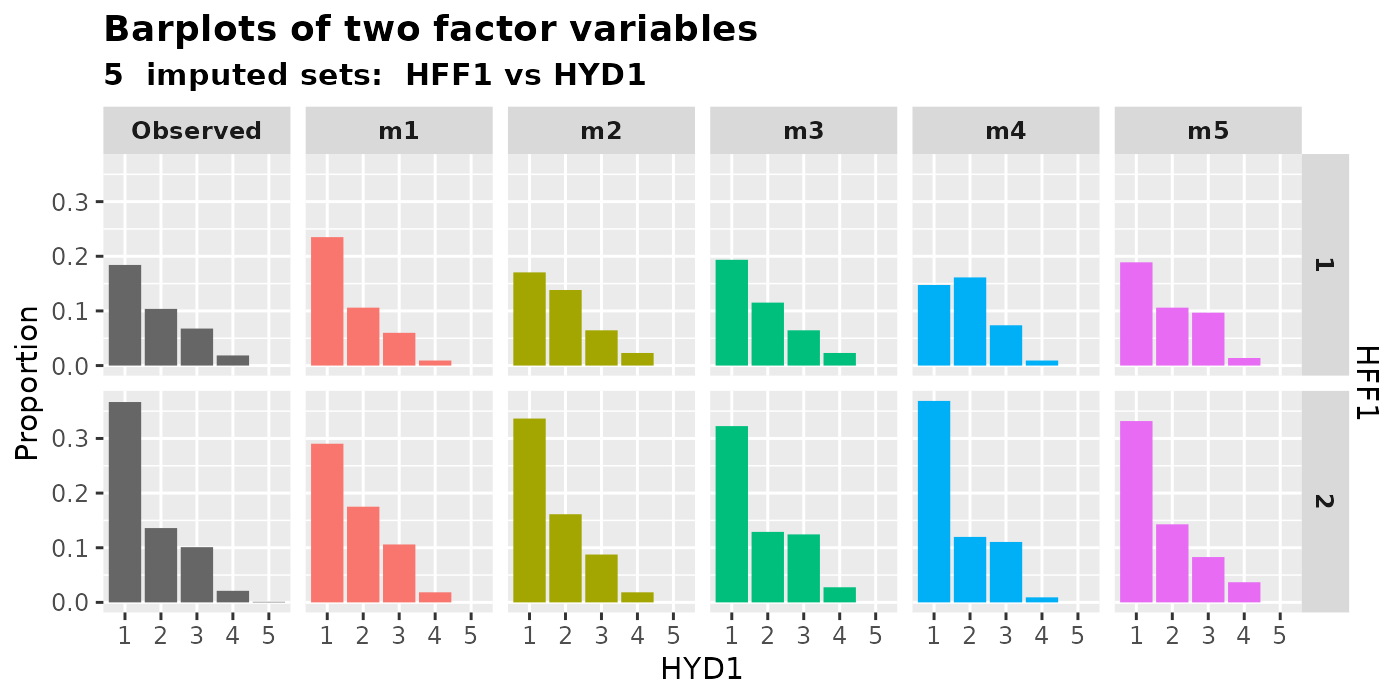 Barplots of two factor variables
5 imputed sets: HFF1 vs HYD1
Observed m1 m2 m3 m4 m5
0.3
0.2
0.1
0.0
1
0.3
0.2
0.1
0.0
2
Proportion
HFF1
1 2 3 4 5 1 2 3 4 5 1 2 3 4 5 1 2 3 4 5 1 2 3 4 5 1 2 3 4 5
HYD1